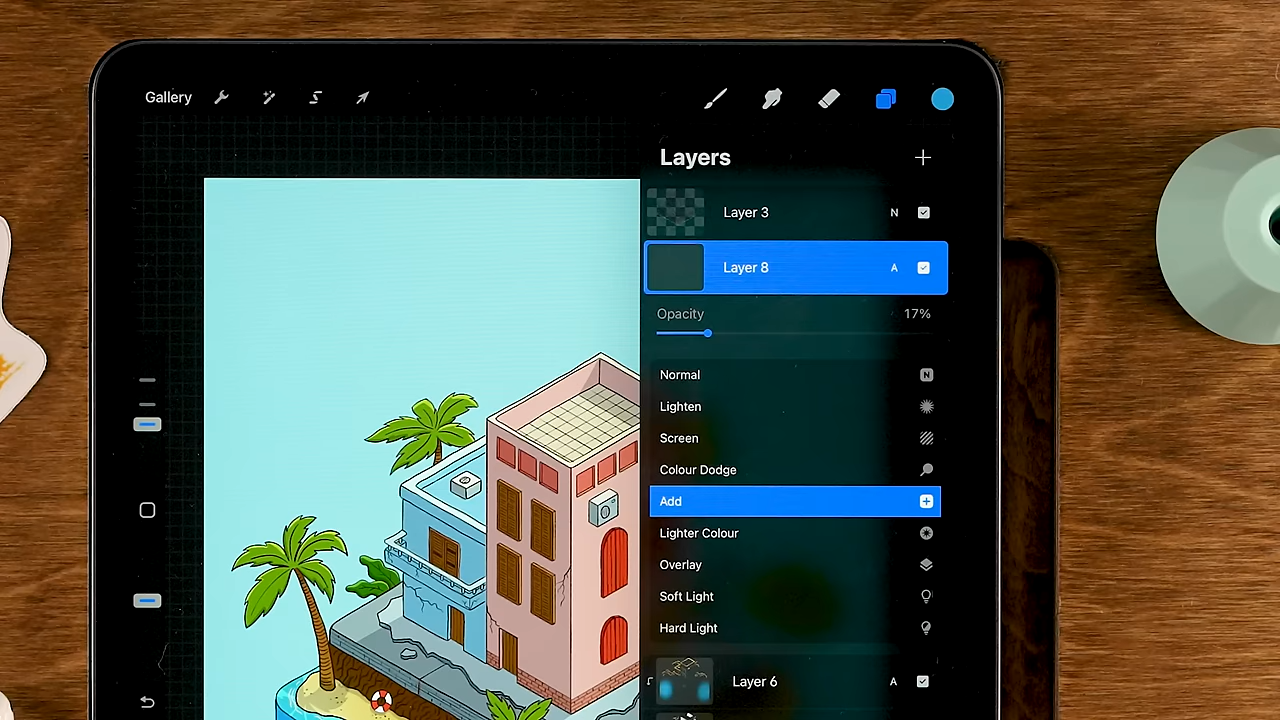 Gallery
Layers
Layer 3 N
Layer 8 A
Opacity 17%
Normal N
Lighten
Screen
Colour Dodge
Add
Lighter Colour
Overlay
Soft Light
Hard Light
Layer 6 A